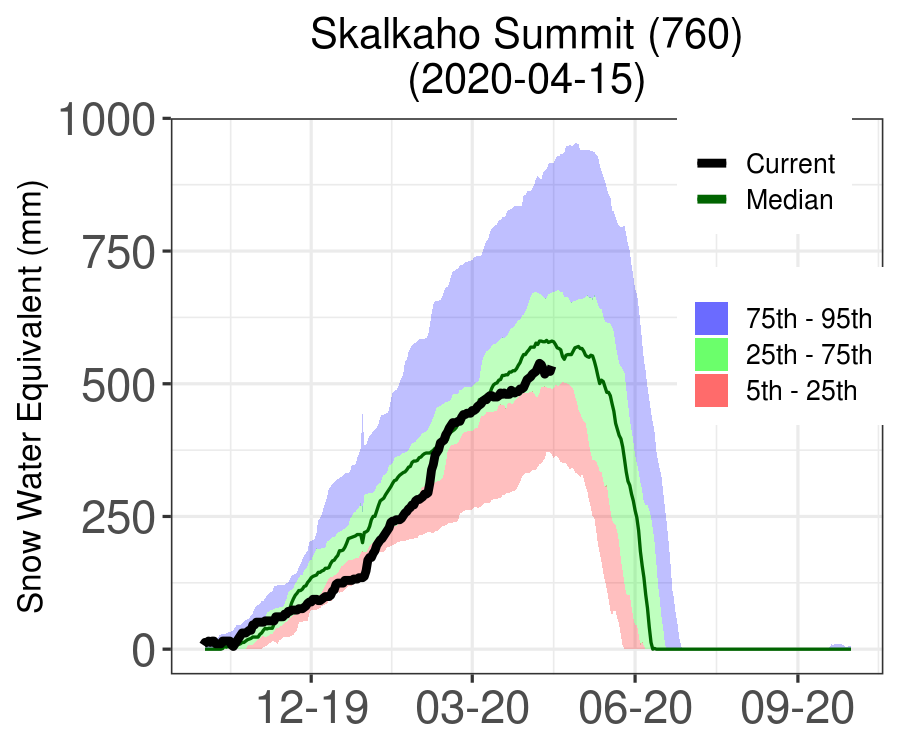 Skalkaho Summit (760)
(2020-04-15)
Snow Water Equivalent (mm)
1000
750
500
250
0
12-19
03-20
06-20
09-20
Current
Median
75th - 95th
25th - 75th
5th - 25th